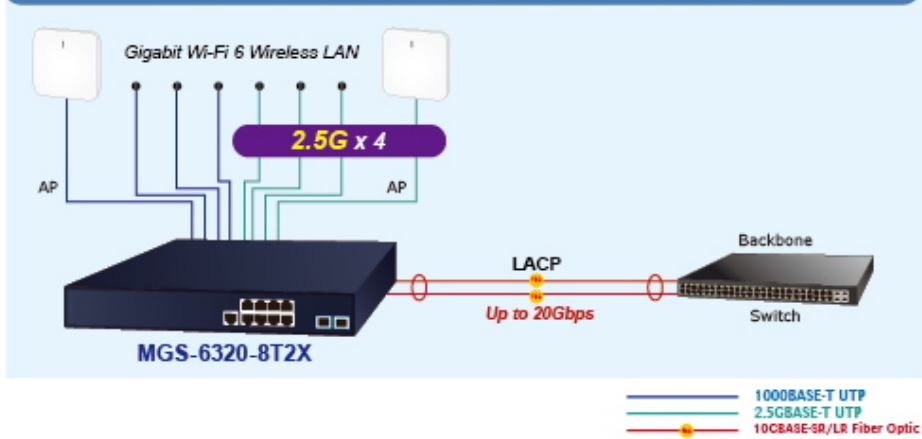 Gigabit Wi-Fi 6 Wireless LAN
2.5G x 4
AP
AP
LACP
Up to 20Gbps
Backbone
Switch
MGS-6320-8T2X
1000BASE-T UTP
2.5GBASE-T UTP
10GBASE-SR/LR Fiber Optic